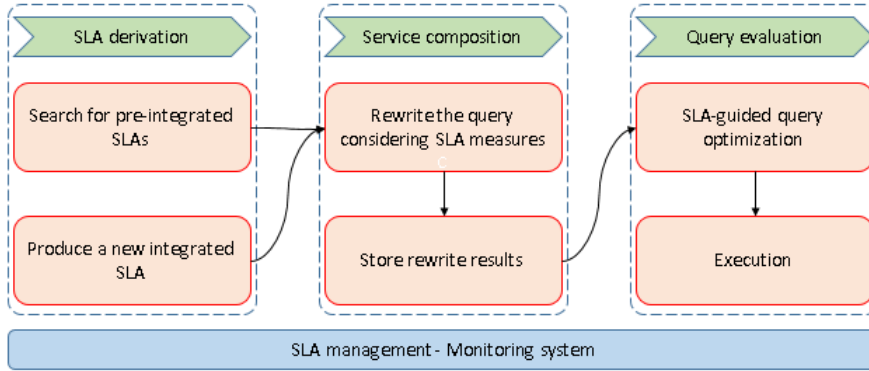 SLA derivation
Service composition
Query evaluation
Search for pre-integrated
SLAs
Rewrite the query
considering SLA measures
c
SLA-guided query
optimization
Produce a new integrated
SLA
Store rewrite results
Execution
SLA management - Monitoring system